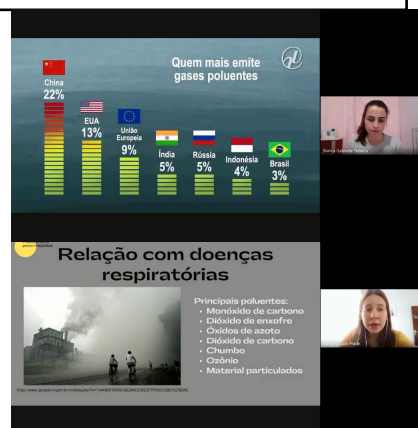 Quem mais emite
gases poluentes
China
22%
EUA
13%
União
Europeia
9%
Índia
5%
Rússia
5%
Indonésia
4%
Brasil
3%
Relação com doenças
respiratórias
Principais poluentes:
• Monóxido de carbono
• Dióxido de enxofre
• Óxidos de azoto
• Dióxido de carbono
• Chumbo
• Ozônio
• Material particulados